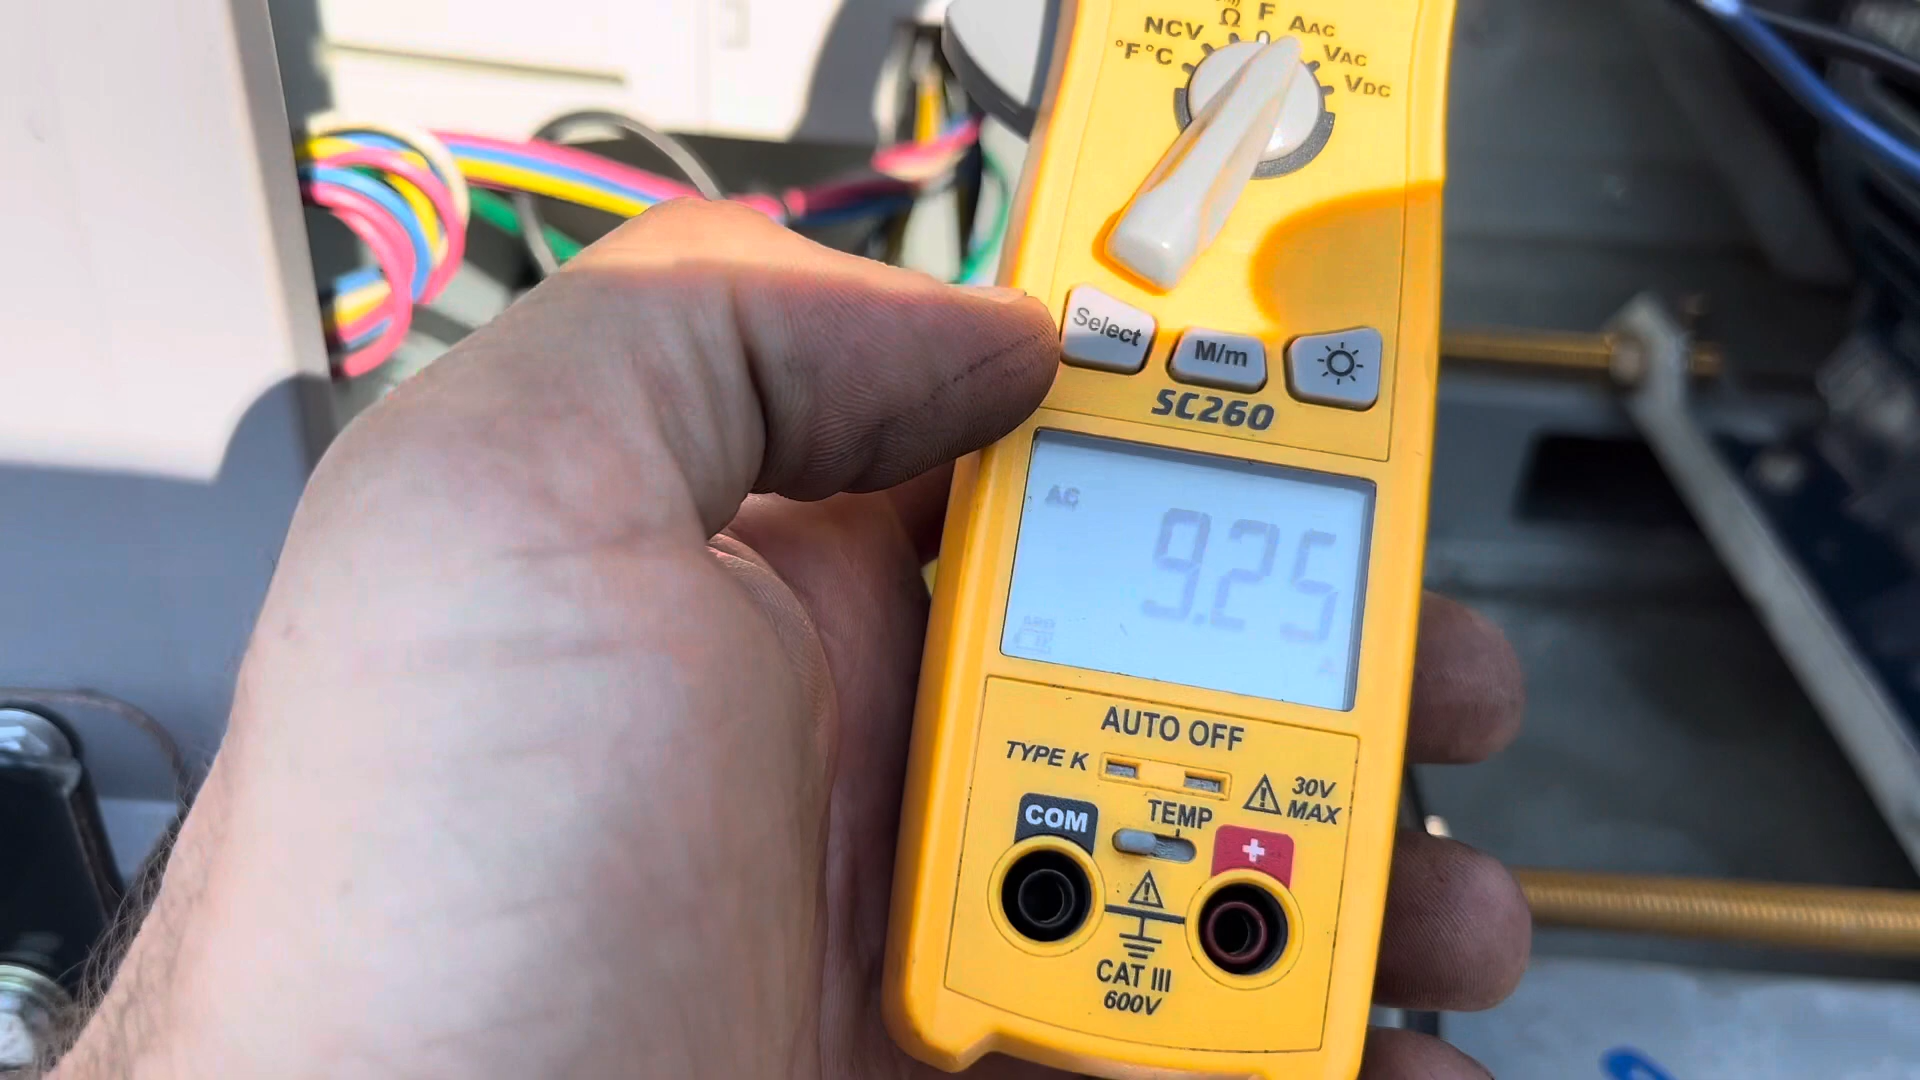 Ω F AAC
NCV VAC
°F°C VDC
Select M/m
SC260
AC
9.25
A
AUTO OFF
TYPE K
30V
MAX
COM TEMP +
CAT III
600V